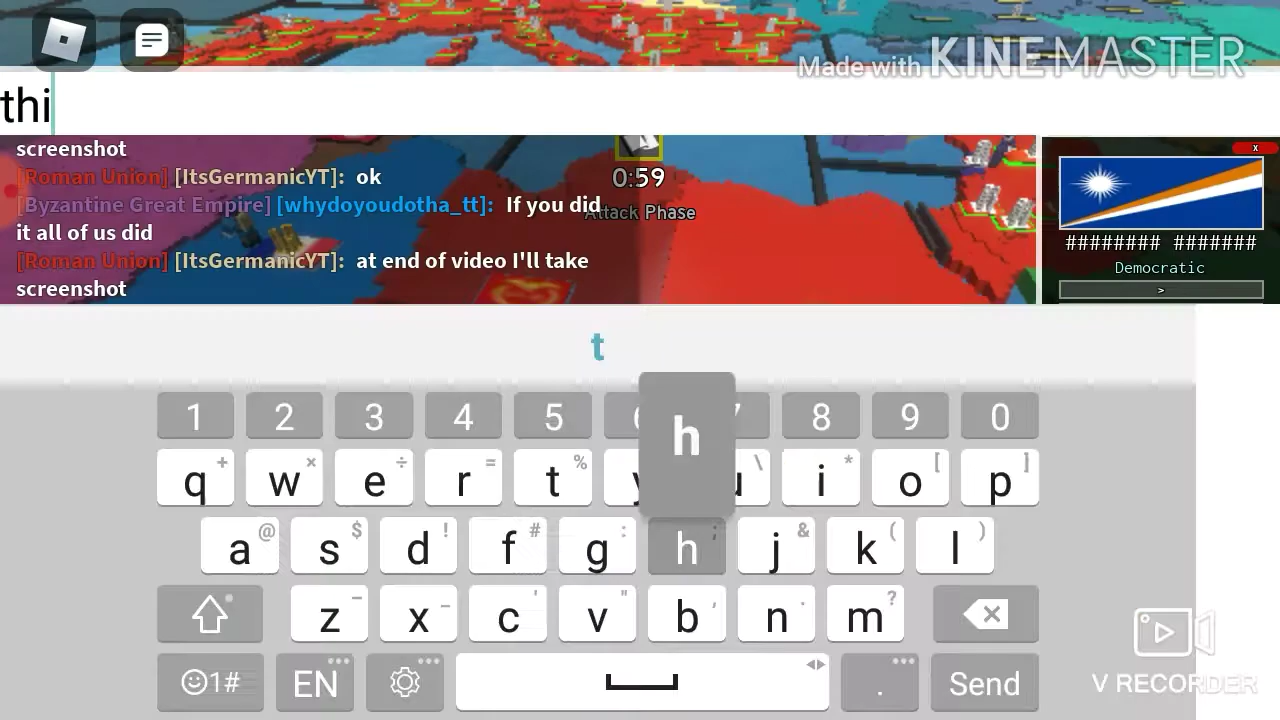 Made with KINEMASTER
thi
screenshot
[Roman Union] [ItsGermanicYT]: ok
[Byzantine Great Empire] [whydoyoudotha_tt]: If you did
it all of us did
[Roman Union] [ItsGermanicYT]: at end of video I'll take
screenshot
0:59
Attack Phase
x
######## #######
Democratic
>
t
h
1 2 3 4 5 6 7 8 9 0
q + w × e ÷ r = t % y u \ i * o [ p ]
a @ s $ d ! f # g : h ; j & k ( l )
z - x _ c ' v " b , n . m ?
☺1# EN . Send
V RECORDER